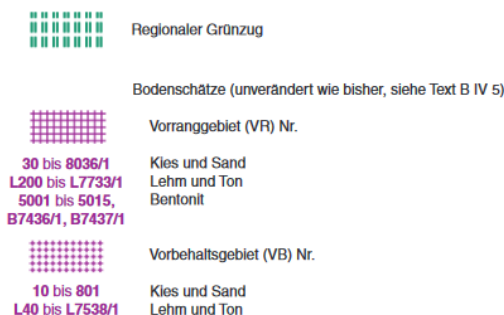 Regionaler Grünzug
Bodenschätze (unverändert wie bisher, siehe Text B IV 5)
Vorranggebiet (VR) Nr.
30 bis 8036/1 Kies und Sand
L200 bis L7733/1 Lehm und Ton
5001 bis 5015, Bentonit
B7436/1, B7437/1
Vorbehaltsgebiet (VB) Nr.
10 bis 801 Kies und Sand
L40 bis L7538/1 Lehm und Ton